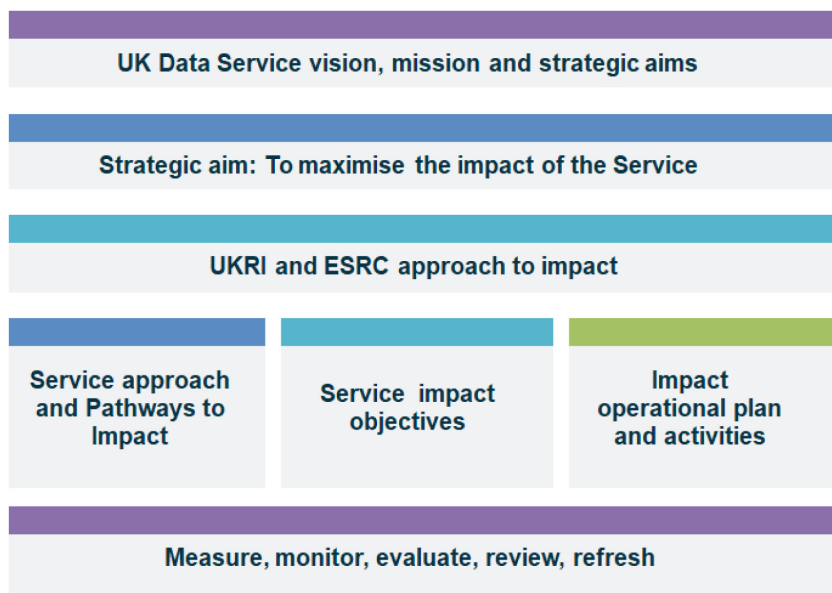 UK Data Service vision, mission and strategic aims
Strategic aim: To maximise the impact of the Service
UKRI and ESRC approach to impact
Service approach
and Pathways to
Impact
Service impact
objectives
Impact
operational plan
and activities
Measure, monitor, evaluate, review, refresh